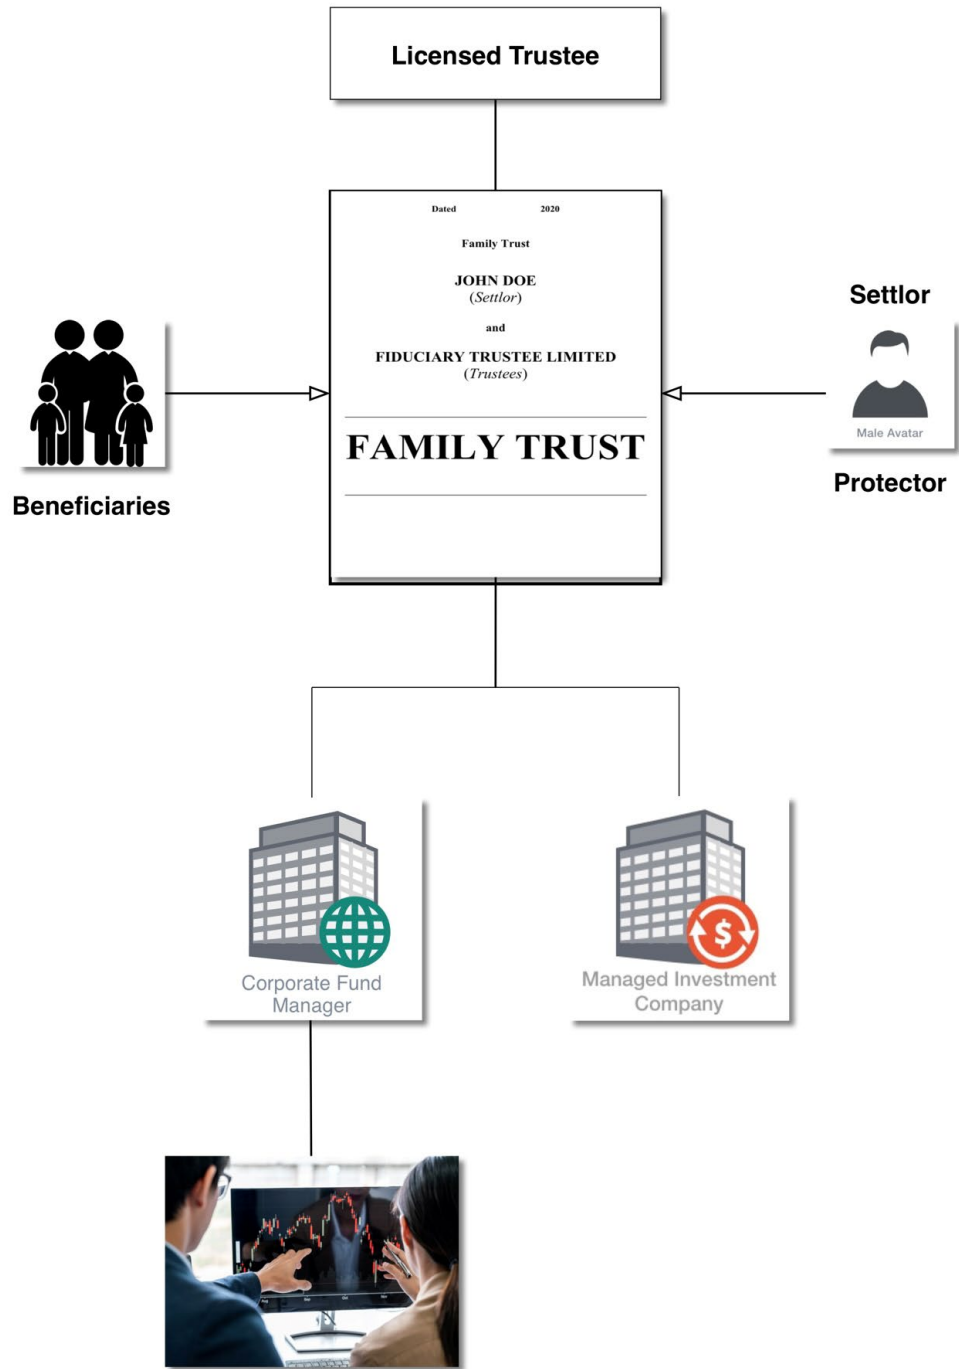 Licensed Trustee
Dated 2020
Family Trust
JOHN DOE
(Settlor)
and
FIDUCIARY TRUSTEE LIMITED
(Trustees)
FAMILY TRUST
Beneficiaries
Settlor
Male Avatar
Protector
Corporate Fund
Manager
$
Managed Investment
Company